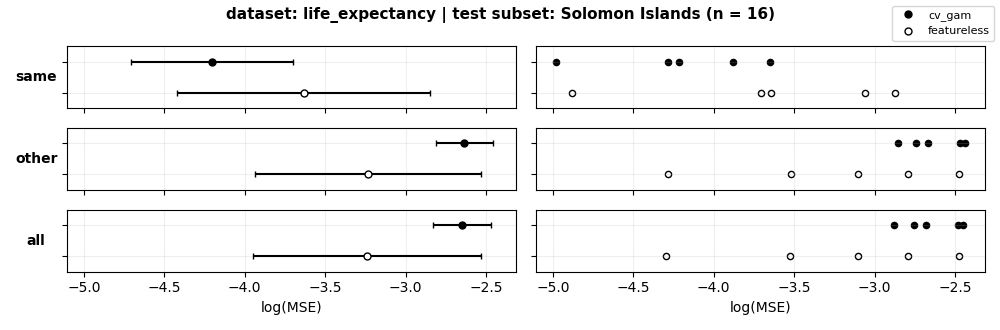 dataset: life_expectancy | test subset: Solomon Islands (n = 16)
cv_gam
featureless
same
other
all
−5.0 −4.5 −4.0 −3.5 −3.0 −2.5
−5.0 −4.5 −4.0 −3.5 −3.0 −2.5
log(MSE)
log(MSE)